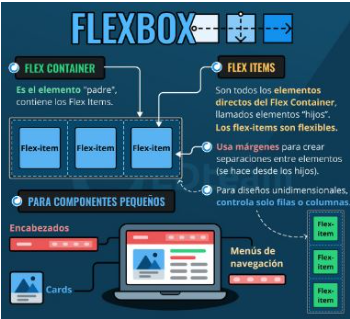 FLEXBOX
FLEX CONTAINER
Es el elemento "padre",
contiene los Flex Items.
FLEX ITEMS
Son todos los elementos
directos del Flex Container,
llamados elementos "hijos".
Los flex-items son flexibles.
Flex-item
Flex-item
Flex-item
Usa márgenes para crear
separaciones entre elementos
(se hace desde los hijos).
Para diseños unidimensionales,
controla solo filas o columnas.
PARA COMPONENTES PEQUEÑOS
Encabezados
Cards
Menús de
navegación
Flex-
item
Flex-
item
Flex-
item